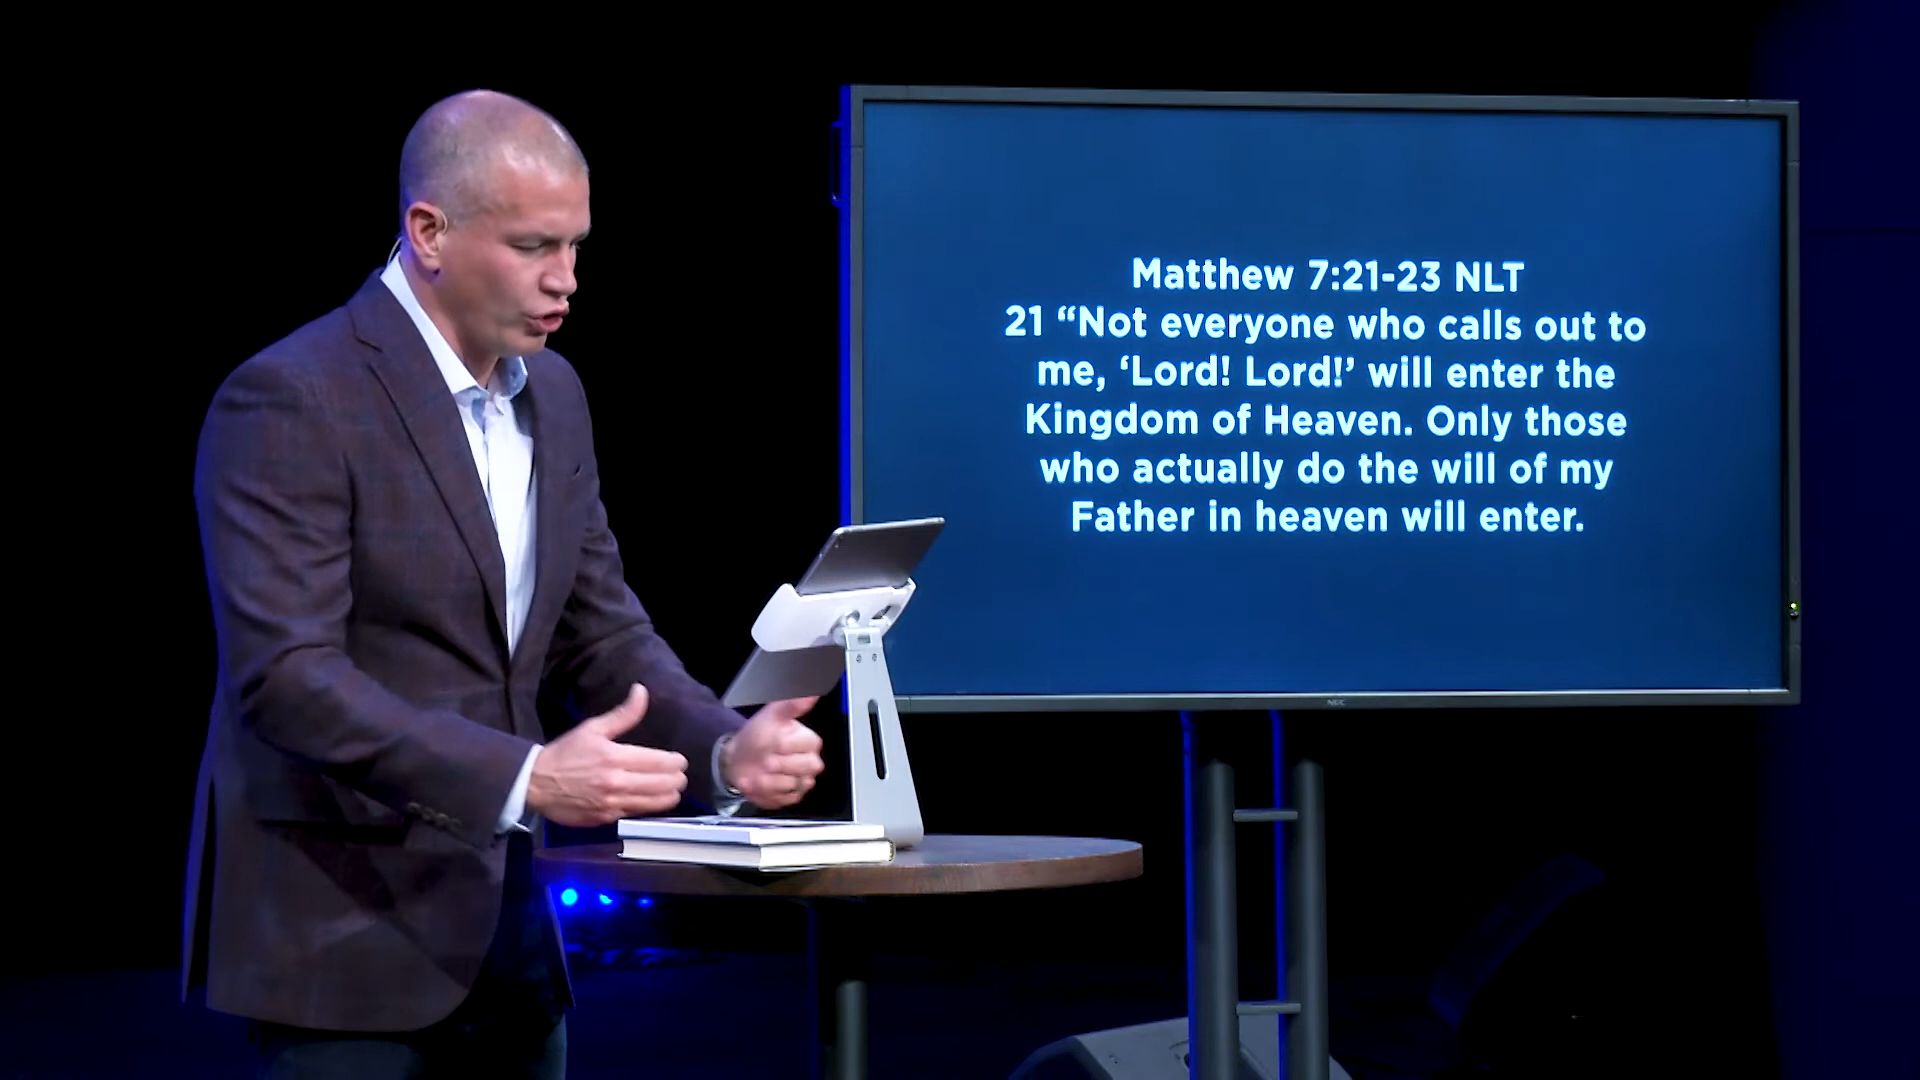 Matthew 7:21-23 NLT
21 “Not everyone who calls out to
me, ‘Lord! Lord!’ will enter the
Kingdom of Heaven. Only those
who actually do the will of my
Father in heaven will enter.
NEC